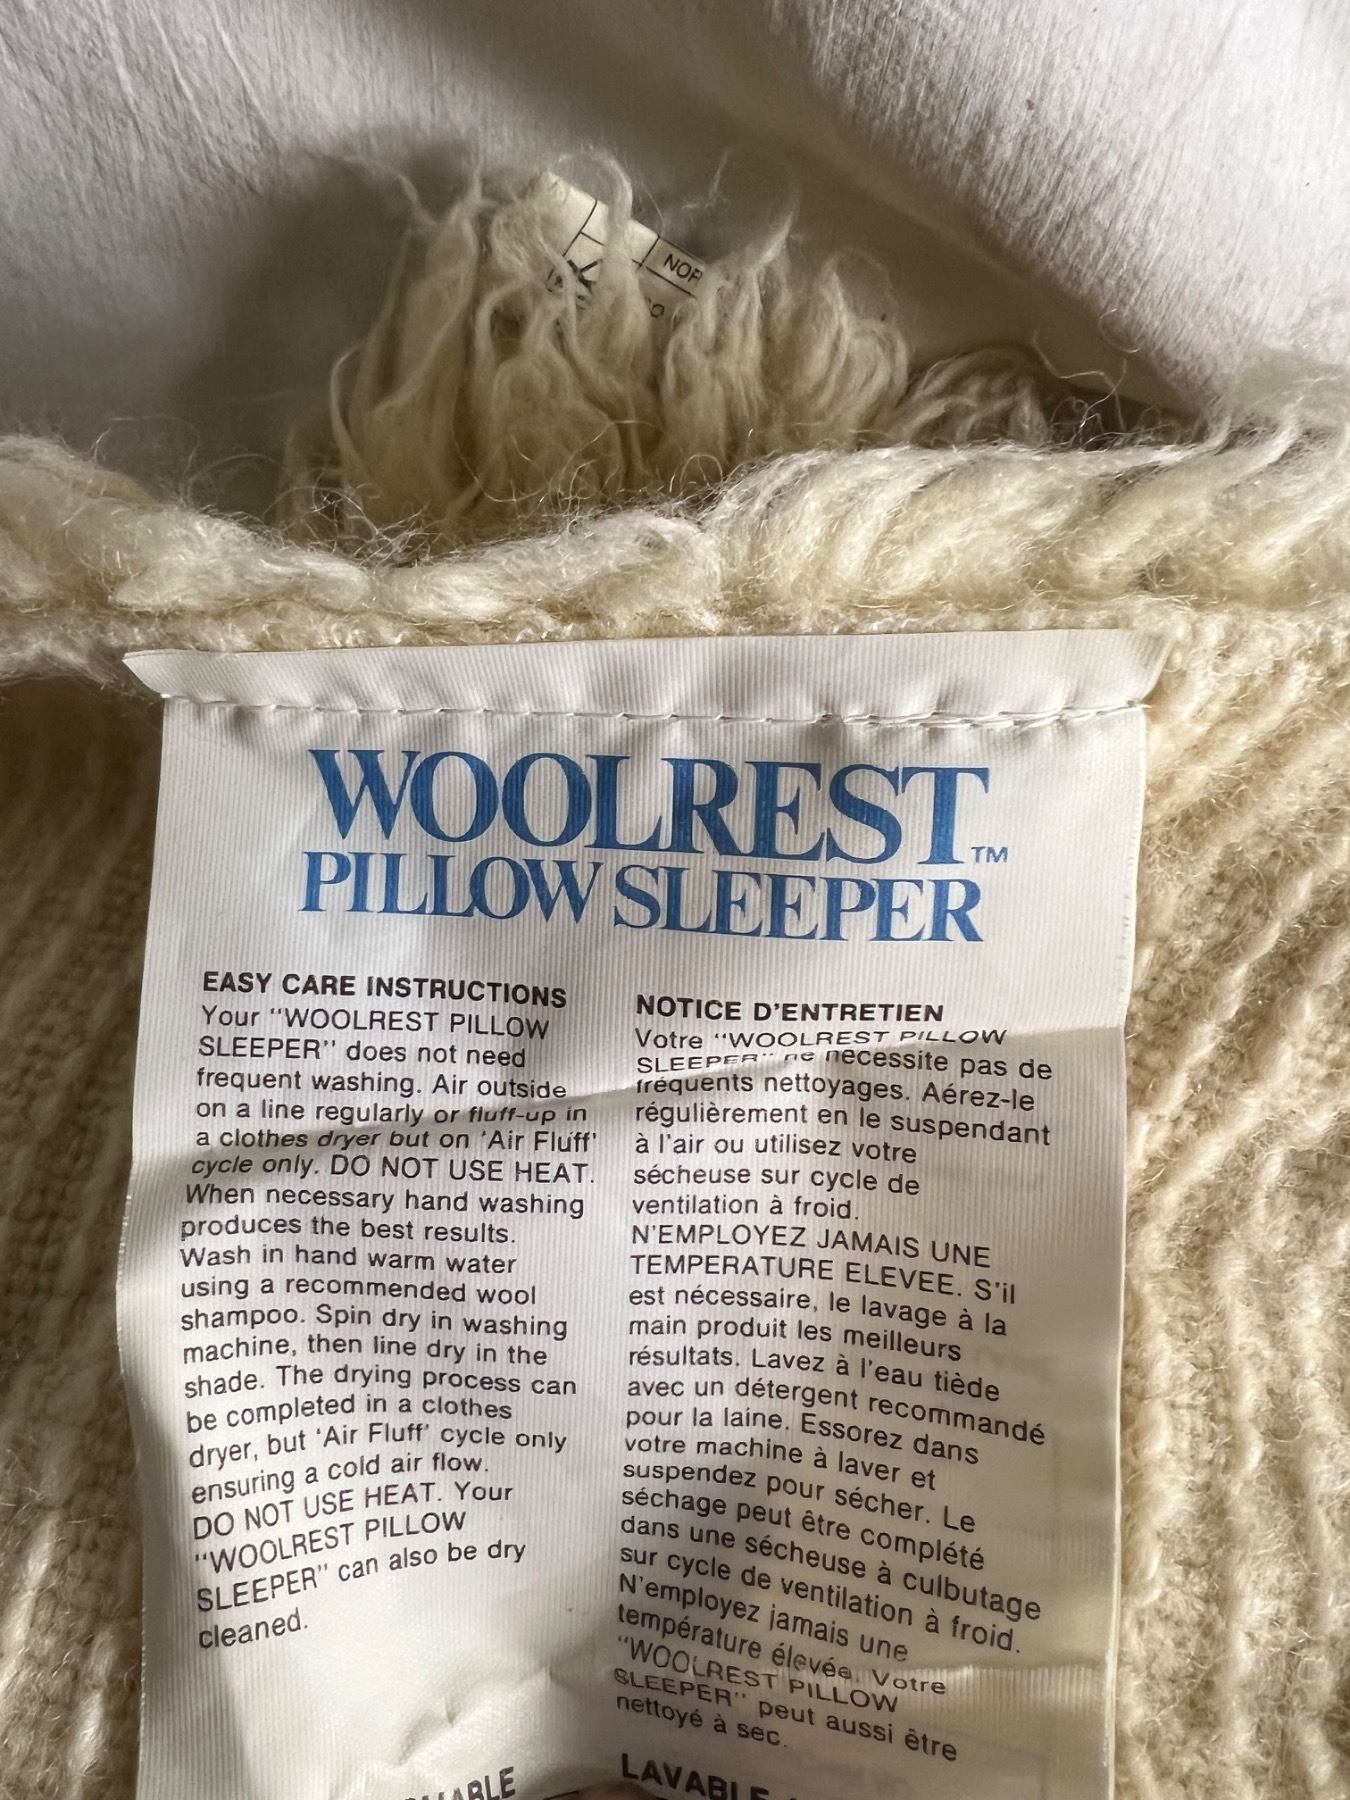 NOR
WOOLREST™
PILLOW SLEEPER
EASY CARE INSTRUCTIONS
Your "WOOLREST PILLOW
SLEEPER" does not need
frequent washing. Air outside
on a line regularly or fluff-up in
a clothes dryer but on 'Air Fluff'
cycle only. DO NOT USE HEAT.
When necessary hand washing
produces the best results.
Wash in hand warm water
using a recommended wool
shampoo. Spin dry in washing
machine, then line dry in the
shade. The drying process can
be completed in a clothes
dryer, but 'Air Fluff' cycle only
ensuring a cold air flow.
DO NOT USE HEAT. Your
"WOOLREST PILLOW
SLEEPER" can also be dry
cleaned.
NOTICE D'ENTRETIEN
Votre "WOOLREST PILLOW
SLEEPER" ne nécessite pas de
fréquents nettoyages. Aérez-le
régulièrement en le suspendant
à l'air ou utilisez votre
sécheuse sur cycle de
ventilation à froid.
N'EMPLOYEZ JAMAIS UNE
TEMPERATURE ELEVEE. S'il
est nécessaire, le lavage à la
main produit les meilleurs
résultats. Lavez à l'eau tiède
avec un détergent recommandé
pour la laine. Essorez dans
votre machine à laver et
suspendez pour sécher. Le
séchage peut être complété
dans une sécheuse à culbutage
sur cycle de ventilation à froid.
N'employez jamais une
température élevée. Votre
"WOOLREST PILLOW
SLEEPER" peut aussi être
nettoyé à sec.
LAVABLE